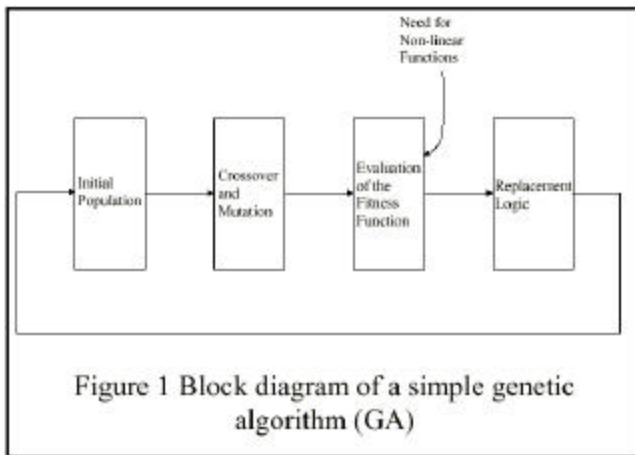 Need for
Non-linear
Functions
Initial
Population
Crossover
and
Mutation
Evaluation
of the
Fitness
Function
Replacement
Logic
Figure 1 Block diagram of a simple genetic
algorithm (GA)